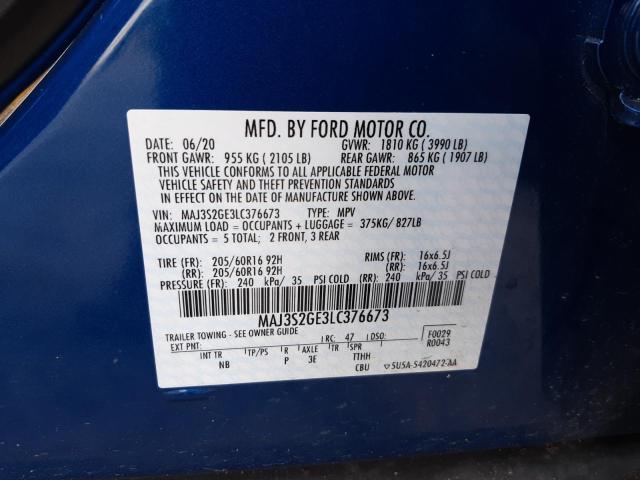 MFD. BY FORD MOTOR CO.
DATE: 06/20 GVWR: 1810 KG ( 3990 LB)
FRONT GAWR: 955 KG ( 2105 LB) REAR GAWR: 865 KG ( 1907 LB)
THIS VEHICLE CONFORMS TO ALL APPLICABLE FEDERAL MOTOR
VEHICLE SAFETY AND THEFT PREVENTION STANDARDS
IN EFFECT ON THE DATE OF MANUFACTURE SHOWN ABOVE.
VIN: MAJ3S2GE3LC376673 TYPE: MPV
MAXIMUM LOAD = OCCUPANTS + LUGGAGE = 375KG/ 827LB
OCCUPANTS = 5 TOTAL; 2 FRONT, 3 REAR
TIRE (FR): 205/60R16 92H RIMS (FR): 16x6.5J
(RR): 205/60R16 92H (RR): 16x6.5J
PRESSURE (FR): 240 kPa/ 35 PSI COLD (RR): 240 kPa/ 35 PSI COLD
MAJ3S2GE3LC376673
TRAILER TOWING - SEE OWNER GUIDE RC: 47 DSO: F0029
EXT PNT: R0043
INT TR TP/PS R AXLE TR SPR TTHH
NB P 3E CBU 5U5A-5420472-AA